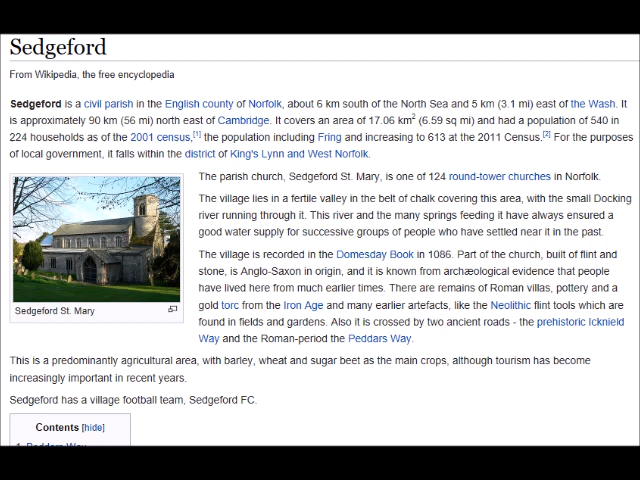 Sedgeford
From Wikipedia, the free encyclopedia
Sedgeford is a civil parish in the English county of Norfolk, about 6 km south of the North Sea and 5 km (3.1 mi) east of the Wash. It
is approximately 90 km (56 mi) north east of Cambridge. It covers an area of 17.06 km² (6.59 sq mi) and had a population of 540 in
224 households as of the 2001 census,[1] the population including Fring and increasing to 613 at the 2011 Census.[2] For the purposes
of local government, it falls within the district of King's Lynn and West Norfolk.
The parish church, Sedgeford St. Mary, is one of 124 round-tower churches in Norfolk.
The village lies in a fertile valley in the belt of chalk covering this area, with the small Docking
river running through it. This river and the many springs feeding it have always ensured a
good water supply for successive groups of people who have settled near it in the past.
The village is recorded in the Domesday Book in 1086. Part of the church, built of flint and
stone, is Anglo-Saxon in origin, and it is known from archæological evidence that people
have lived here from much earlier times. There are remains of Roman villas, pottery and a
gold torc from the Iron Age and many earlier artefacts, like the Neolithic flint tools which are
found in fields and gardens. Also it is crossed by two ancient roads - the prehistoric Icknield
Way and the Roman-period the Peddars Way.
Sedgeford St. Mary
This is a predominantly agricultural area, with barley, wheat and sugar beet as the main crops, although tourism has become
increasingly important in recent years.
Sedgeford has a village football team, Sedgeford FC.
Contents [hide]
1 Peddars Way